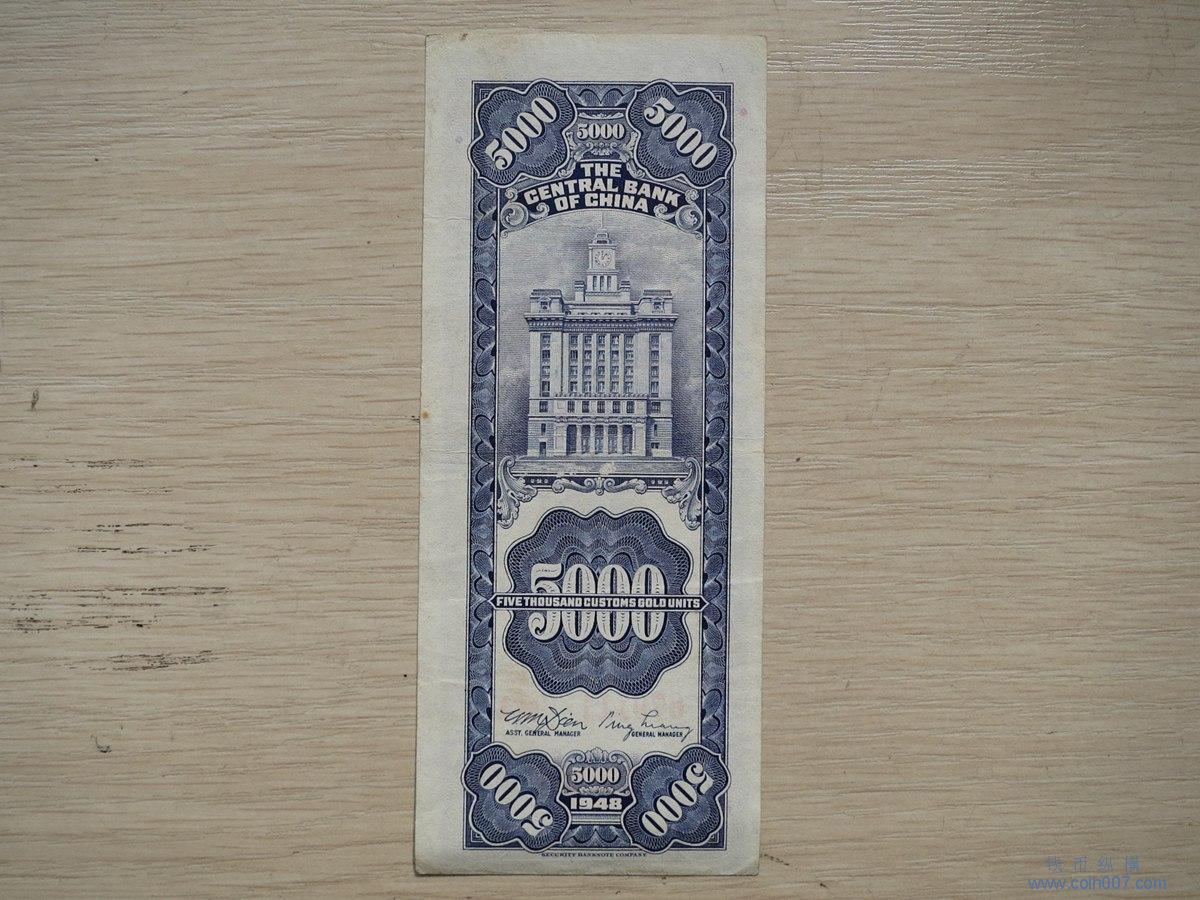 5000 5000 5000
THE
CENTRAL BANK
OF CHINA
5000
FIVE THOUSAND CUSTOMS GOLD UNITS
ASST. GENERAL MANAGER GENERAL MANAGER
5000 5000 5000
1948
SECURITY BANKNOTE COMPANY
钱币纵横
www.coin007.com